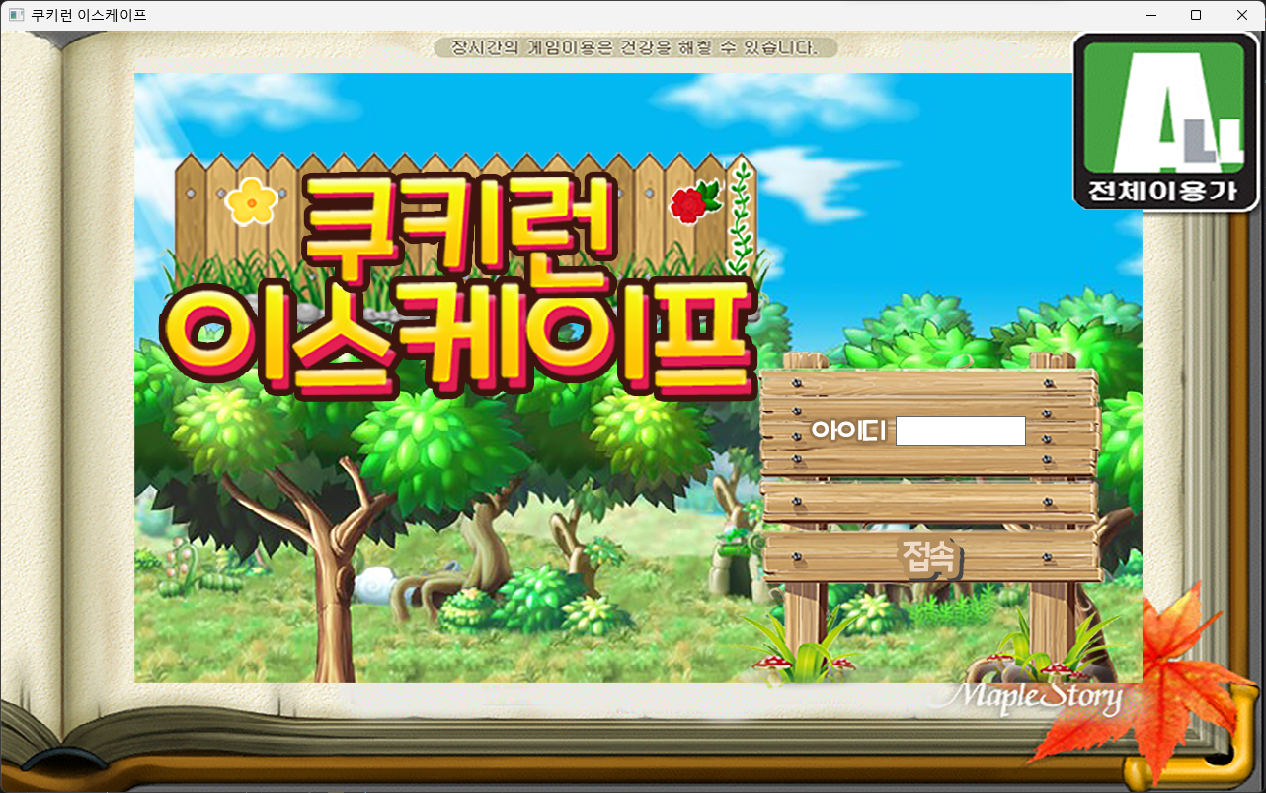 쿠키런 이스케이프
장시간의 게임이용은 건강을 해칠 수 있습니다.
ALL
전체이용가
쿠키런
이스케이프
아이디
접속
MapleStory